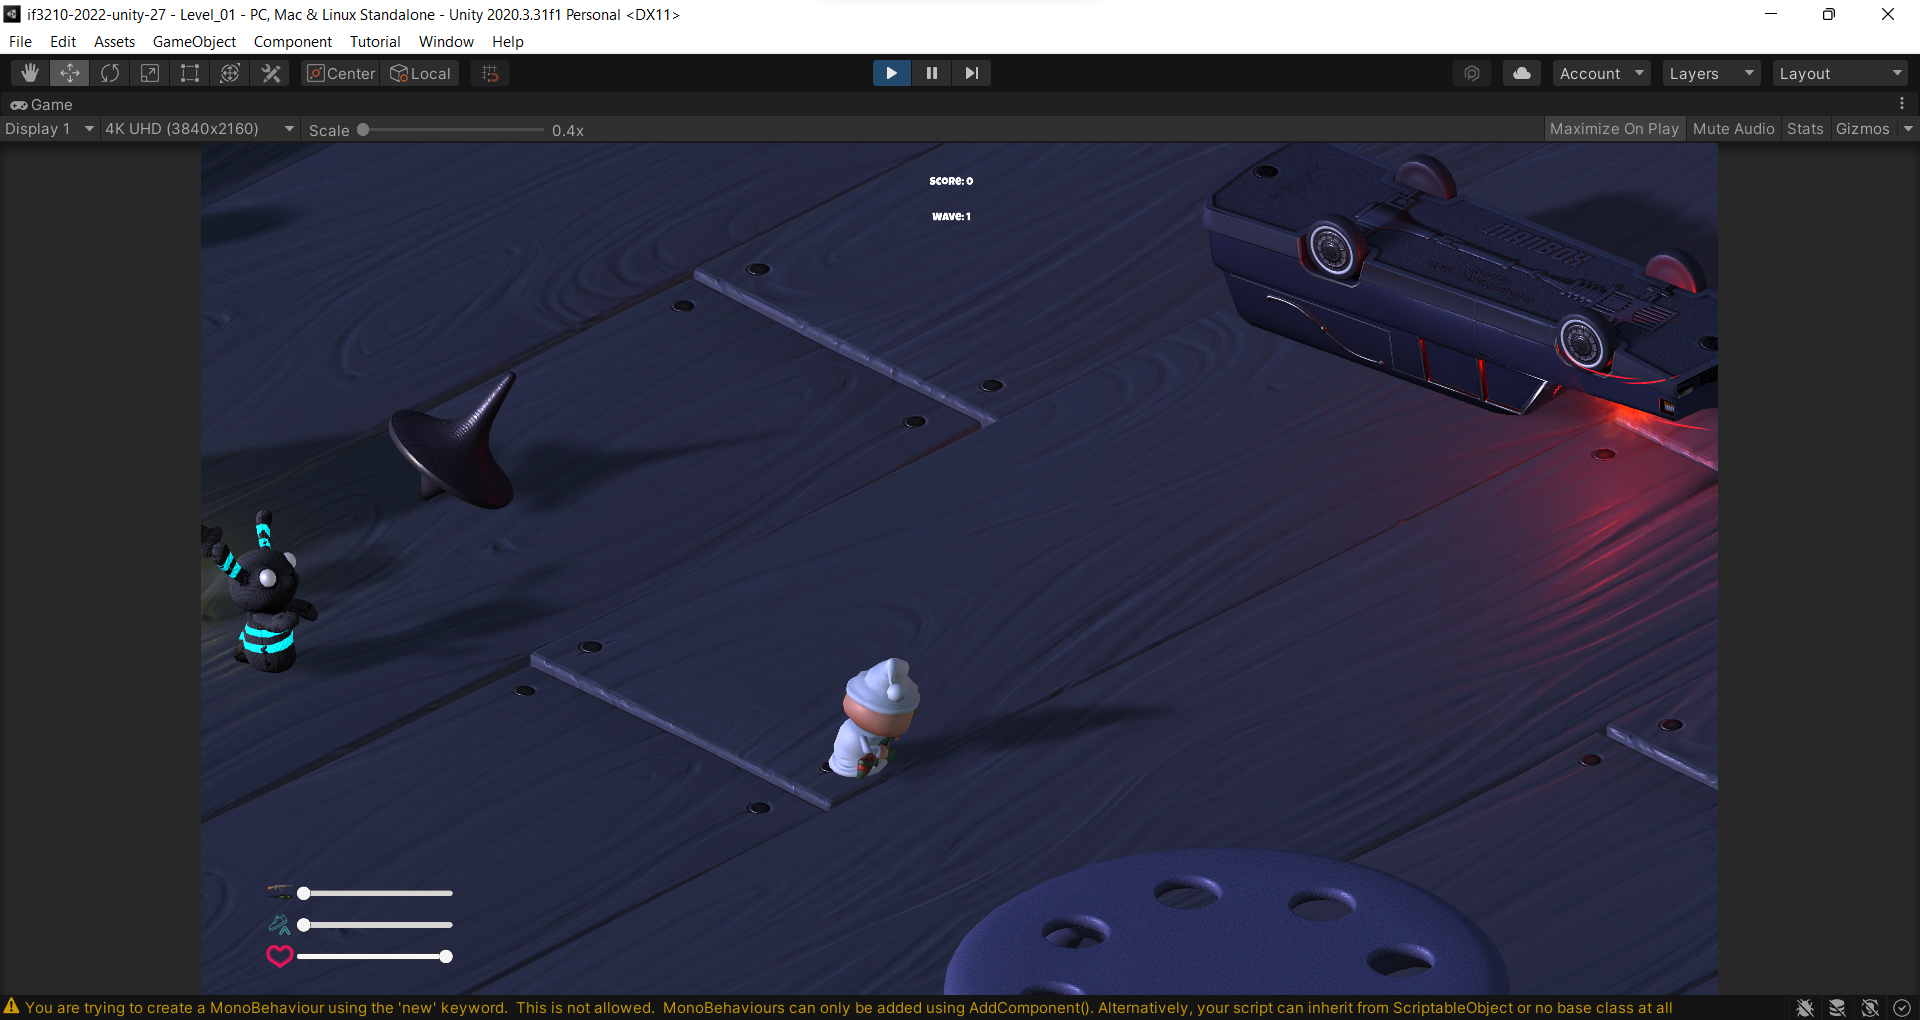 if3210-2022-unity-27 - Level_01 - PC, Mac & Linux Standalone - Unity 2020.3.31f1 Personal <DX11>
File Edit Assets GameObject Component Tutorial Window Help
Center Local Account Layers Layout
Game
Display 1 4K UHD (3840x2160) Scale 0.4x Maximize On Play Mute Audio Stats Gizmos
SCORE: 0
WAVE: 1
You are trying to create a MonoBehaviour using the 'new' keyword.  This is not allowed.  MonoBehaviours can only be added using AddComponent(). Alternatively, your script can inherit from ScriptableObject or no base class at all